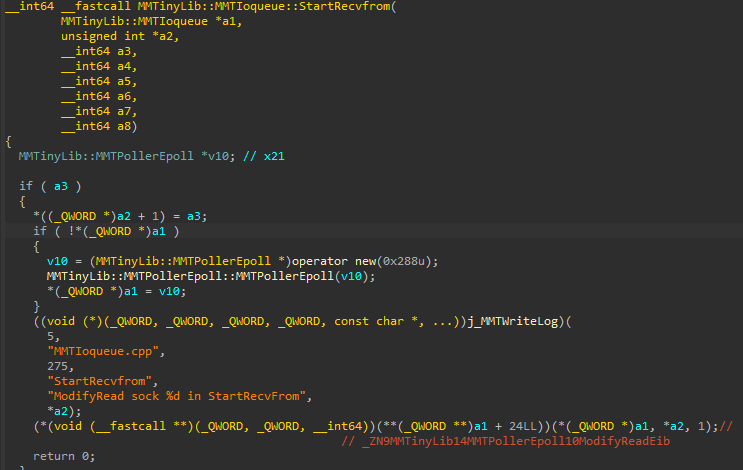 __int64 __fastcall MMTinyLib::MMTIoqueue::StartRecvfrom(
MMTinyLib::MMTIoqueue *a1,
unsigned int *a2,
__int64 a3,
__int64 a4,
__int64 a5,
__int64 a6,
__int64 a7,
__int64 a8)
{
MMTinyLib::MMTPollerEpoll *v10; // x21
if ( a3 )
{
*((_QWORD *)a2 + 1) = a3;
if ( !*(_QWORD *)a1 )
{
v10 = (MMTinyLib::MMTPollerEpoll *)operator new(0x288u);
MMTinyLib::MMTPollerEpoll::MMTPollerEpoll(v10);
*(_QWORD *)a1 = v10;
}
((void (*)(_QWORD, _QWORD, _QWORD, _QWORD, const char *, ...))j_MMTWriteLog)(
5,
"MMTIoqueue.cpp",
275,
"StartRecvfrom",
"ModifyRead sock %d in StartRecvFrom",
*a2);
(*(void (__fastcall **)(_QWORD, _QWORD, __int64))(**(_QWORD **)a1 + 24LL))(*(_QWORD *)a1, *a2, 1);//
// _ZN9MMTinyLib14MMTPollerEpoll10ModifyReadEib
return 0;
}